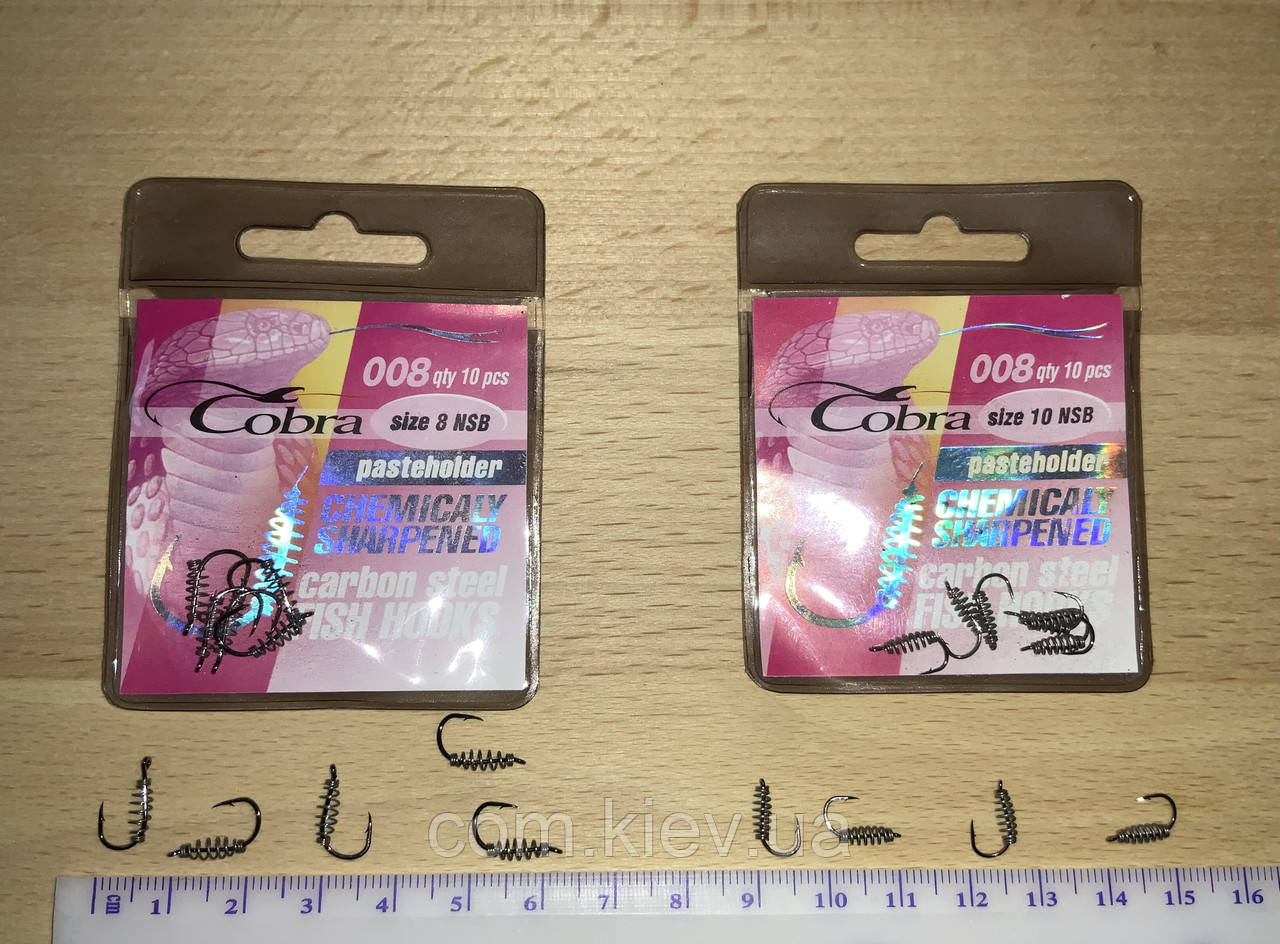 008 qty 10 pcs
Cobra
size 8 NSB
pasteholder
CHEMICALY
SHARPENED
carbon steel
FISH HOOKS
008 qty 10 pcs
Cobra
size 10 NSB
pasteholder
CHEMICALY
SHARPENED
carbon steel
FISH HOOKS
com.kiev.ua
cm 1 2 3 4 5 6 7 8 9 10 11 12 13 14 15 16